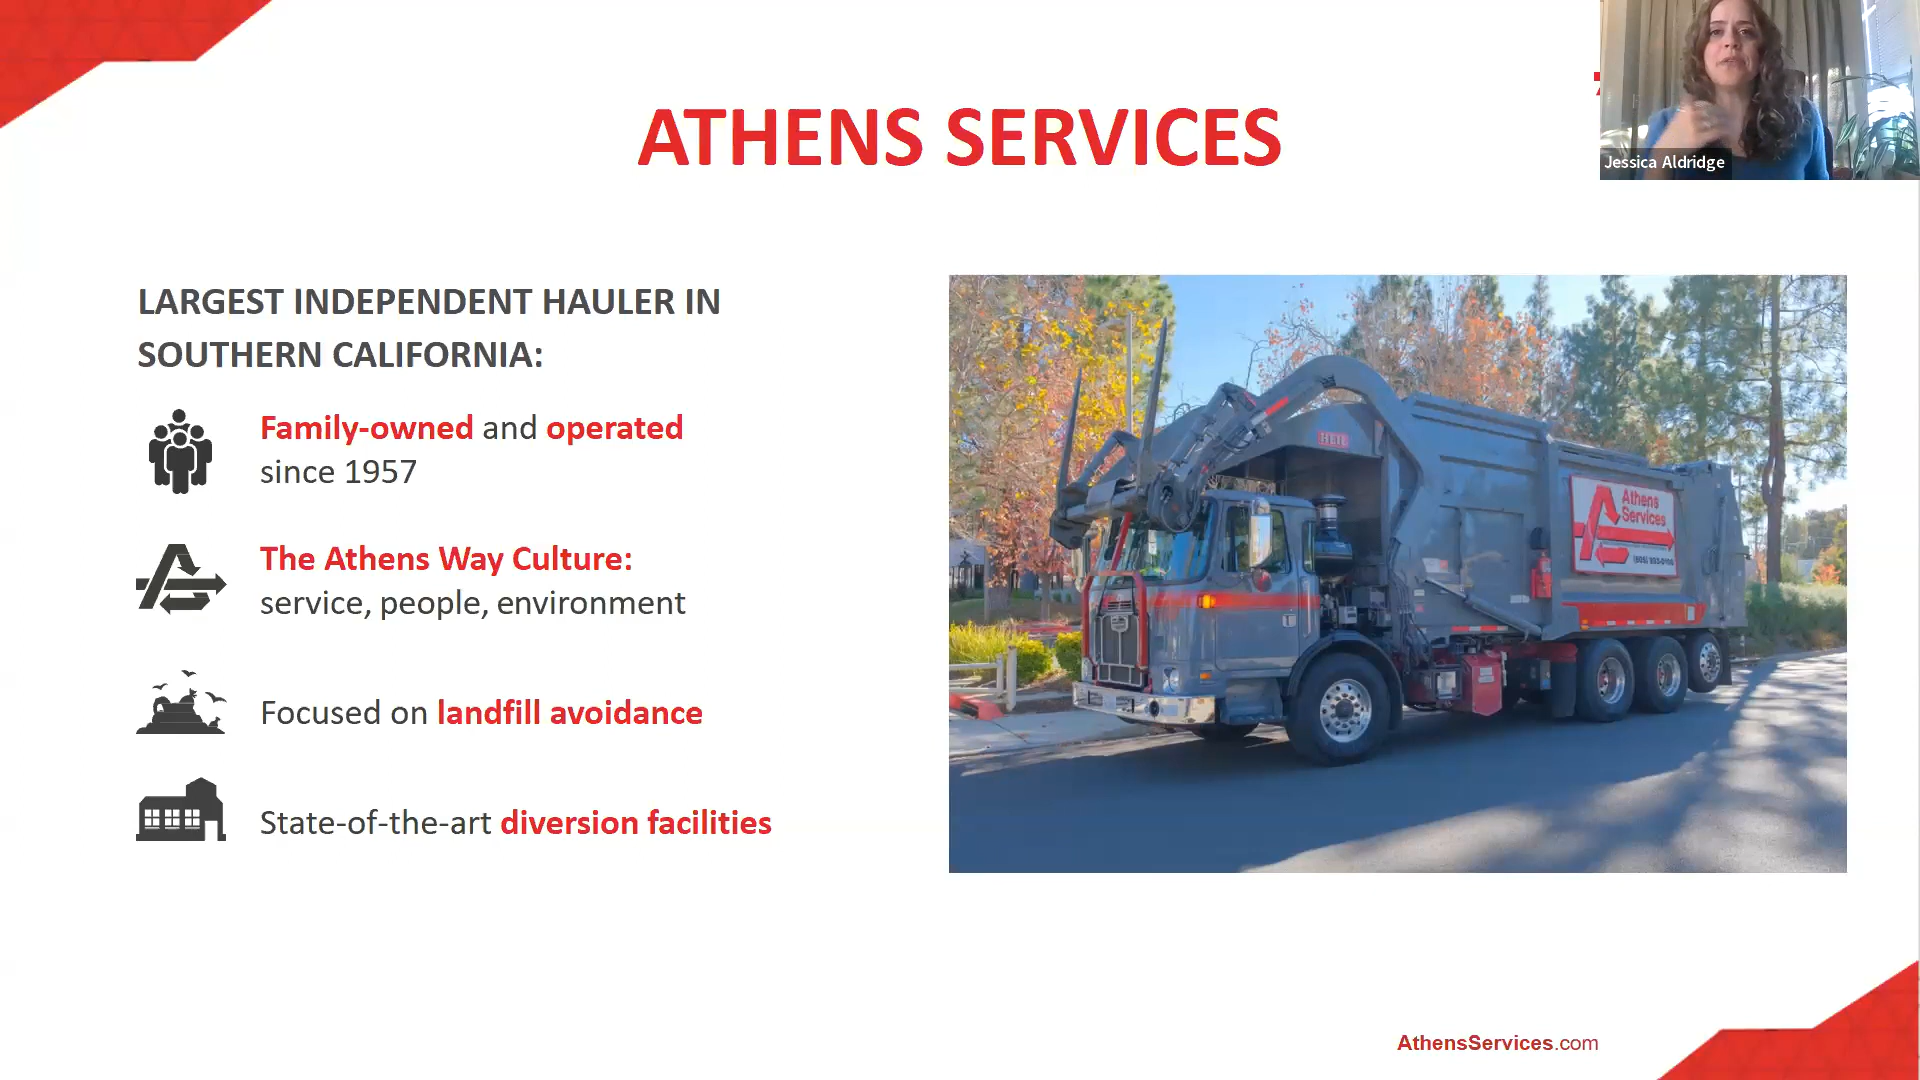 ATHENS SERVICES
Jessica Aldridge
LARGEST INDEPENDENT HAULER IN
SOUTHERN CALIFORNIA:
Family-owned and operated
since 1957
The Athens Way Culture:
service, people, environment
Focused on landfill avoidance
State-of-the-art diversion facilities
Athens
Services
AthensServices.com